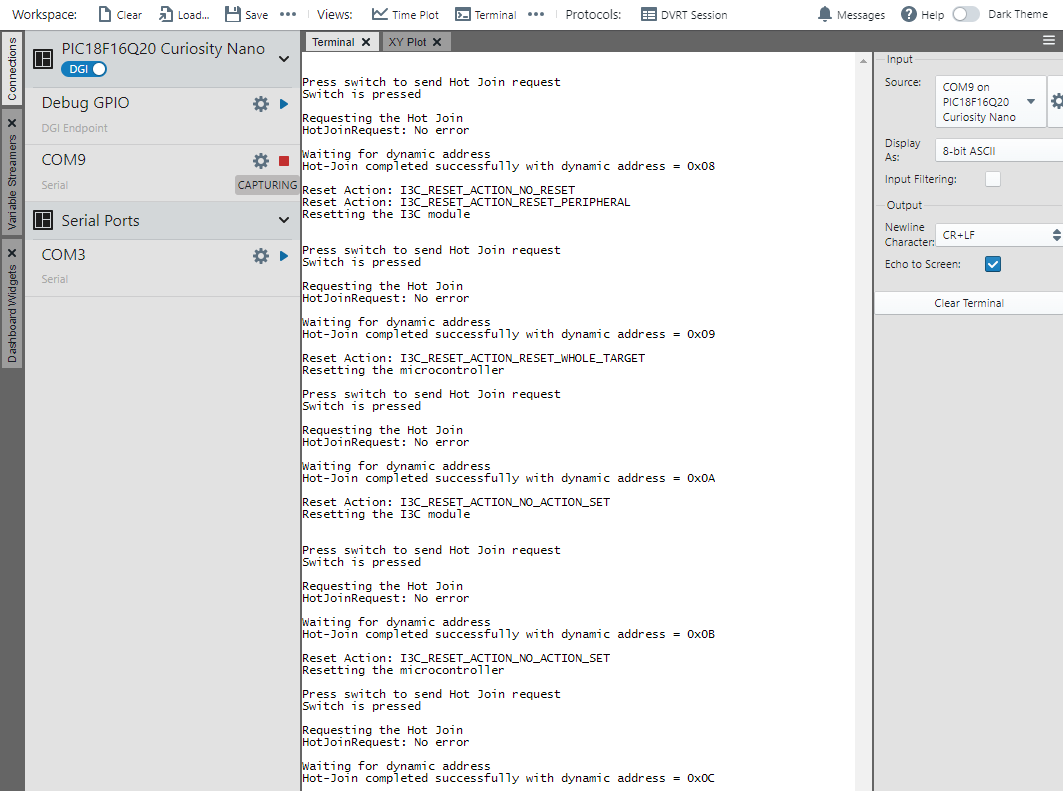 Workspace: Clear Load... Save Views: Time Plot Terminal Protocols: DVRT Session Messages Help Dark Theme
Connections
Variable Streamers
Dashboard Widgets
PIC18F16Q20 Curiosity Nano
DGI
Debug GPIO
DGI Endpoint
COM9
Serial
CAPTURING
Serial Ports
COM3
Serial
Terminal XY Plot
Press switch to send Hot Join request
Switch is pressed
Requesting the Hot Join
HotJoinRequest: No error
Waiting for dynamic address
Hot-Join completed successfully with dynamic address = 0x08
Reset Action: I3C_RESET_ACTION_NO_RESET
Reset Action: I3C_RESET_ACTION_RESET_PERIPHERAL
Resetting the I3C module
Press switch to send Hot Join request
Switch is pressed
Requesting the Hot Join
HotJoinRequest: No error
Waiting for dynamic address
Hot-Join completed successfully with dynamic address = 0x09
Reset Action: I3C_RESET_ACTION_RESET_WHOLE_TARGET
Resetting the microcontroller
Press switch to send Hot Join request
Switch is pressed
Requesting the Hot Join
HotJoinRequest: No error
Waiting for dynamic address
Hot-Join completed successfully with dynamic address = 0x0A
Reset Action: I3C_RESET_ACTION_NO_ACTION_SET
Resetting the I3C module
Press switch to send Hot Join request
Switch is pressed
Requesting the Hot Join
HotJoinRequest: No error
Waiting for dynamic address
Hot-Join completed successfully with dynamic address = 0x0B
Reset Action: I3C_RESET_ACTION_NO_ACTION_SET
Resetting the microcontroller
Press switch to send Hot Join request
Switch is pressed
Requesting the Hot Join
HotJoinRequest: No error
Waiting for dynamic address
Hot-Join completed successfully with dynamic address = 0x0C
Input
Source:
COM9 on
PIC18F16Q20
Curiosity Nano
Display
As:
8-bit ASCII
Input Filtering:
Output
Newline
Character:
CR+LF
Echo to Screen:
Clear Terminal